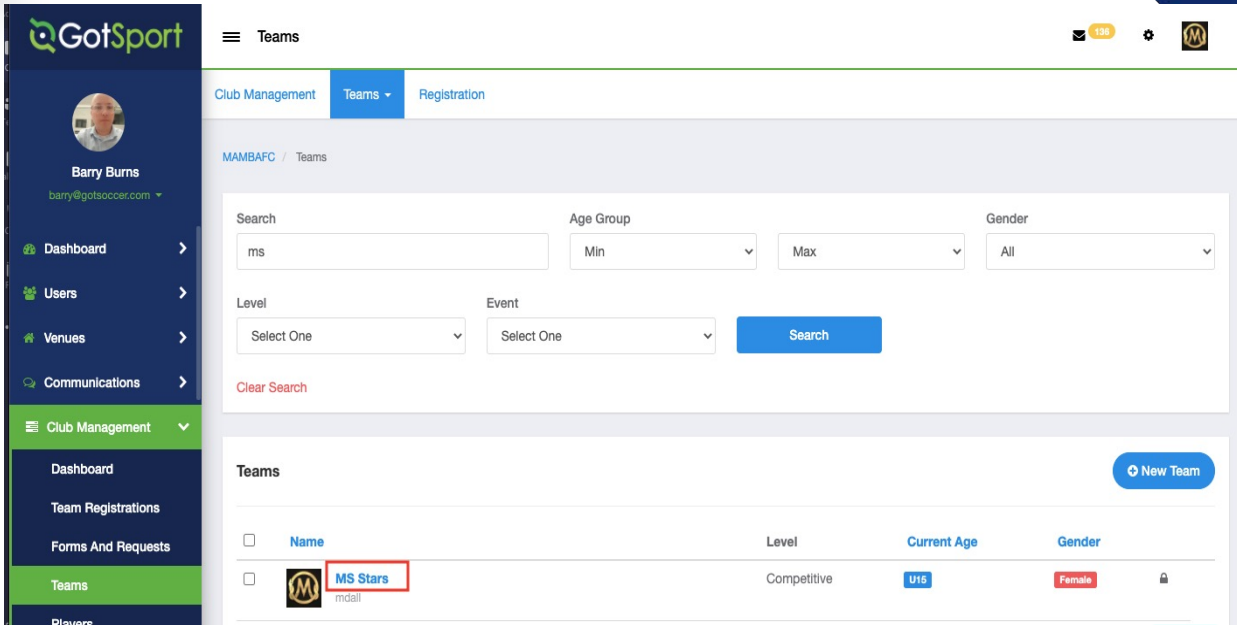 GotSport
Teams
136
Barry Burns
barry@gotsoccer.com
Dashboard
Users
Venues
Communications
Club Management
Dashboard
Team Registrations
Forms And Requests
Teams
Players
Club Management Teams Registration
MAMBAFC / Teams
Search Age Group Gender
ms Min Max All
Level Event
Select One Select One Search
Clear Search
Teams New Team
Name Level Current Age Gender
MS Stars Competitive U15 Female
mdall